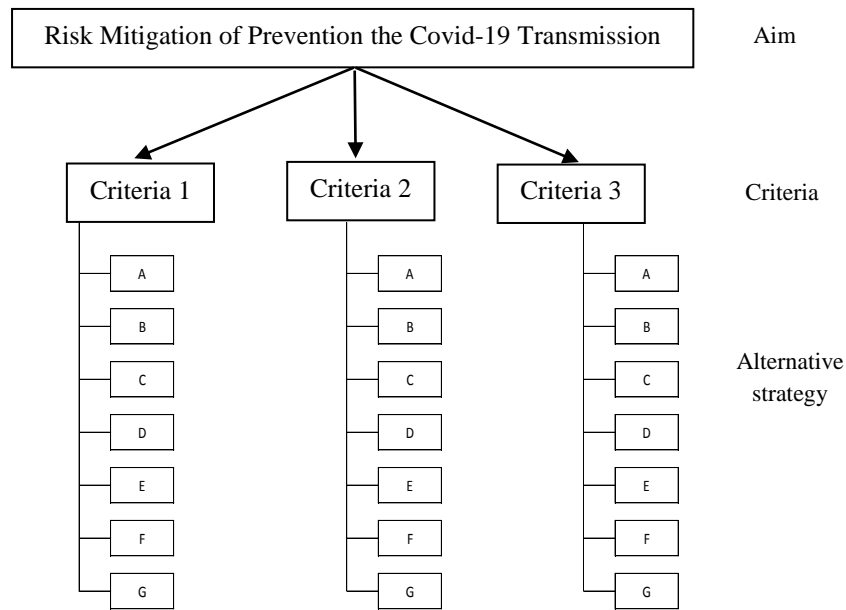 Risk Mitigation of Prevention the Covid-19 Transmission
Aim
Criteria 1
Criteria 2
Criteria 3
Criteria
A
B
C
D
E
F
G
A
B
C
D
E
F
G
A
B
C
D
E
F
G
Alternative
strategy